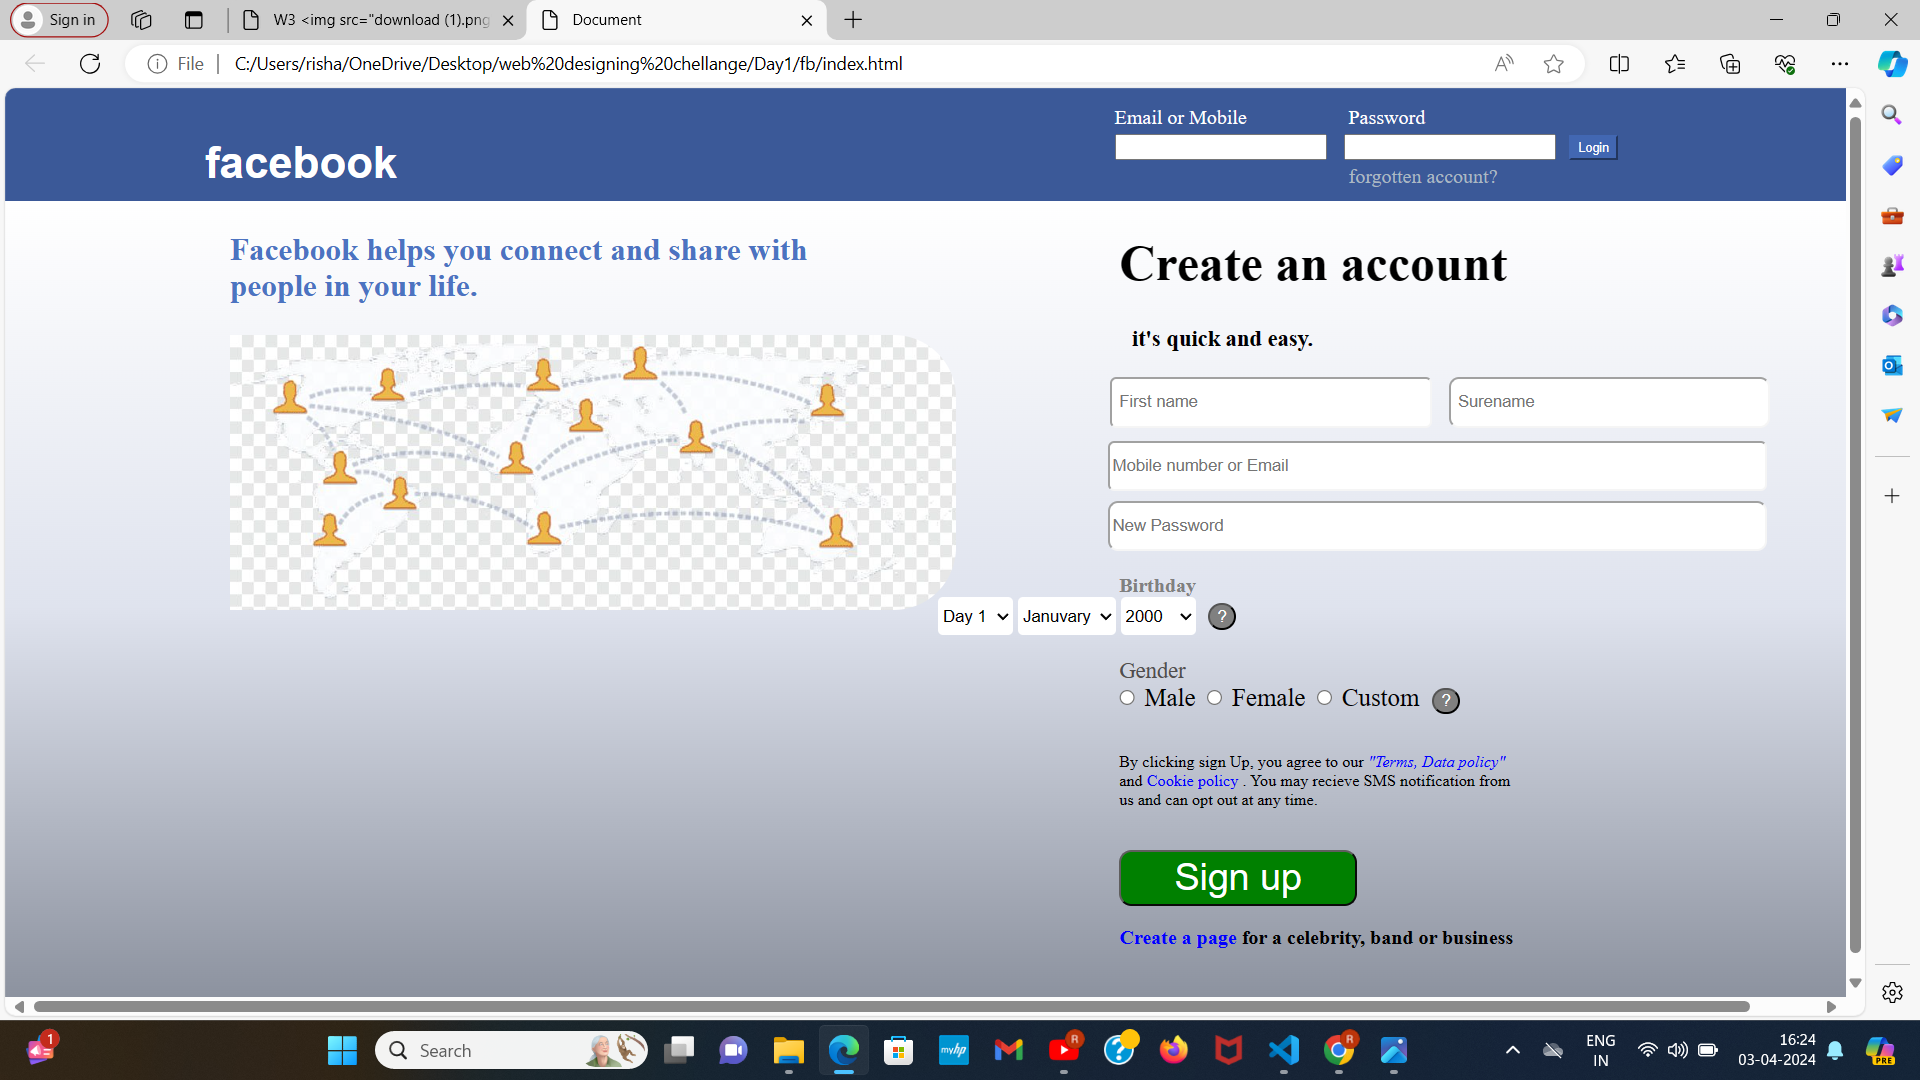 Sign in
W3 <img src="download (1).png
Document
File
C:/Users/risha/OneDrive/Desktop/web%20designing%20chellange/Day1/fb/index.html
Email or Mobile
Password
facebook
Login
forgotten account?
Facebook helps you connect and share with
people in your life.
Create an account
it's quick and easy.
First name
Surename
Mobile number or Email
New Password
Birthday
Day 1
Januvary
2000
?
Gender
Male
Female
Custom
?
By clicking sign Up, you agree to our "Terms, Data policy"
and Cookie policy . You may recieve SMS notification from
us and can opt out at any time.
Sign up
Create a page for a celebrity, band or business
1
Search
myhp
R
?
R
ENG
IN
16:24
03-04-2024
PRE